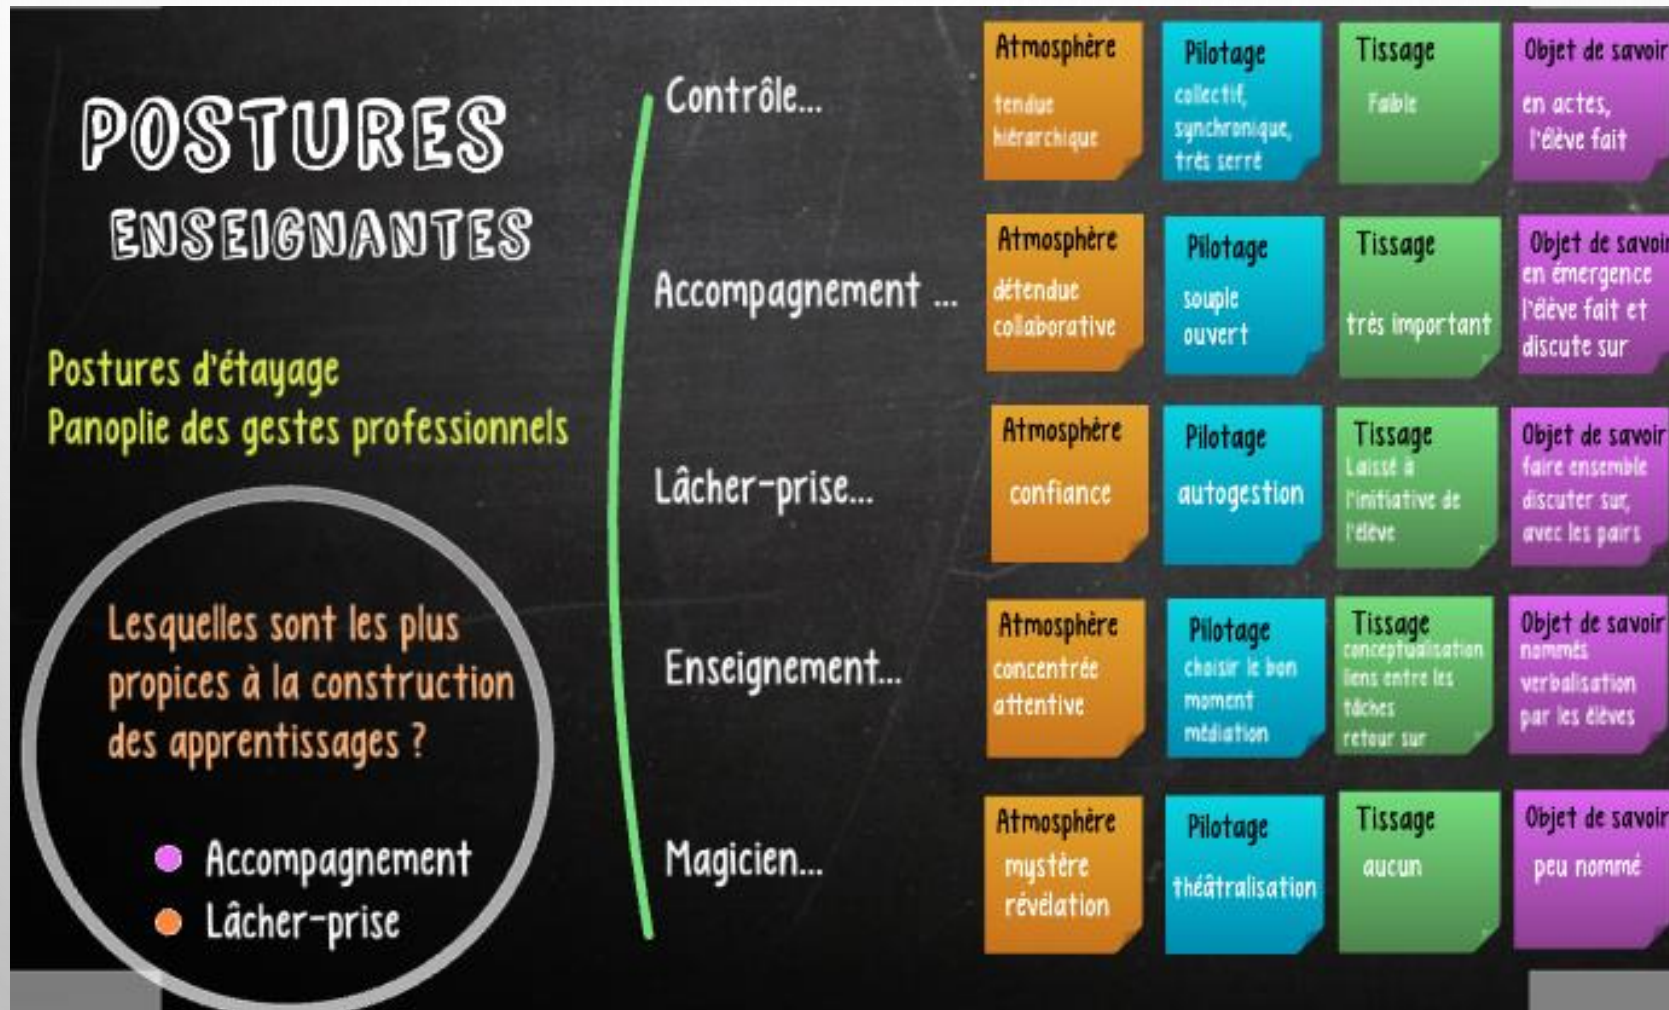 POSTURES
ENSEIGNANTES
Postures d'étayage
Panoplie des gestes professionnels
Lesquelles sont les plus
propices à la construction
des apprentissages ?
Accompagnement
Lâcher-prise
Contrôle...
Atmosphère
tendue
hiérarchique
Pilotage
collectif,
synchronique,
très serré
Tissage
Faible
Objet de savoir
en actes,
l'élève fait
Accompagnement ...
Atmosphère
détendue
collaborative
Pilotage
souple
ouvert
Tissage
très important
Objet de savoir
en émergence
l'élève fait et
discute sur
Lâcher-prise...
Atmosphère
confiance
Pilotage
autogestion
Tissage
Laissé à
l'initiative de
l'élève
Objet de savoir
faire ensemble
discuter sur,
avec les pairs
Enseignement...
Atmosphère
concentrée
attentive
Pilotage
choisir le bon
moment
médiation
Tissage
conceptualisation
liens entre les
tâches
retour sur
Objet de savoir
nommés
verbalisation
par les élèves
Magicien...
Atmosphère
mystère
révélation
Pilotage
théâtralisation
Tissage
aucun
Objet de savoir
peu nommé